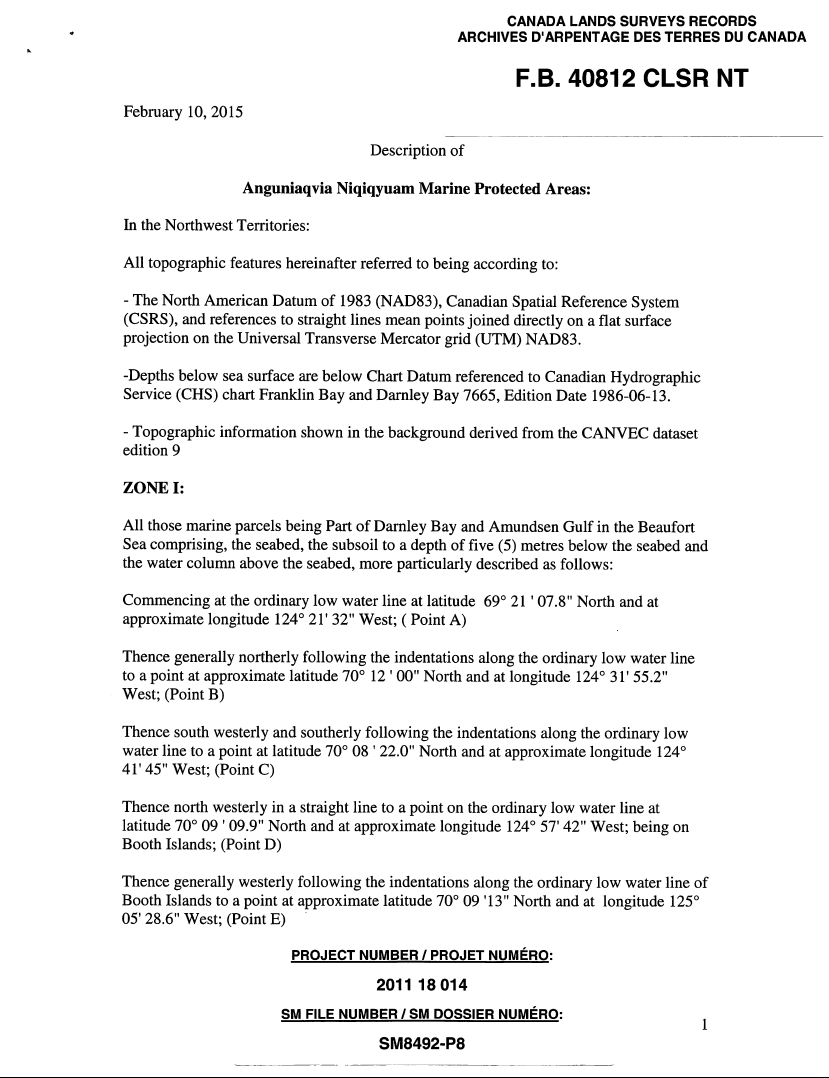 CANADA LANDS SURVEYS RECORDS
ARCHIVES D'ARPENTAGE DES TERRES DU CANADA
F.B. 40812 CLSR NT
February 10, 2015
Description of
Anguniaqvia Niqiqyuam Marine Protected Areas:
In the Northwest Territories:
All topographic features hereinafter referred to being according to:
- The North American Datum of 1983 (NAD83), Canadian Spatial Reference System
(CSRS), and references to straight lines mean points joined directly on a flat surface
projection on the Universal Transverse Mercator grid (UTM) NAD83.
-Depths below sea surface are below Chart Datum referenced to Canadian Hydrographic
Service (CHS) chart Franklin Bay and Darnley Bay 7665, Edition Date 1986-06-13.
- Topographic information shown in the background derived from the CANVEC dataset
edition 9
ZONE I:
All those marine parcels being Part of Darnley Bay and Amundsen Gulf in the Beaufort
Sea comprising, the seabed, the subsoil to a depth of five (5) metres below the seabed and
the water column above the seabed, more particularly described as follows:
Commencing at the ordinary low water line at latitude 69° 21 ' 07.8" North and at
approximate longitude 124° 21' 32" West; ( Point A)
Thence generally northerly following the indentations along the ordinary low water line
to a point at approximate latitude 70° 12 ' 00" North and at longitude 124° 31' 55.2"
West; (Point B)
Thence south westerly and southerly following the indentations along the ordinary low
water line to a point at latitude 70° 08 ' 22.0" North and at approximate longitude 124°
41' 45" West; (Point C)
Thence north westerly in a straight line to a point on the ordinary low water line at
latitude 70° 09 ' 09.9" North and at approximate longitude 124° 57' 42" West; being on
Booth Islands; (Point D)
Thence generally westerly following the indentations along the ordinary low water line of
Booth Islands to a point at approximate latitude 70° 09 '13" North and at longitude 125°
05' 28.6" West; (Point E)
PROJECT NUMBER / PROJET NUMÉRO:
2011 18 014
SM FILE NUMBER / SM DOSSIER NUMÉRO:
1
SM8492-P8